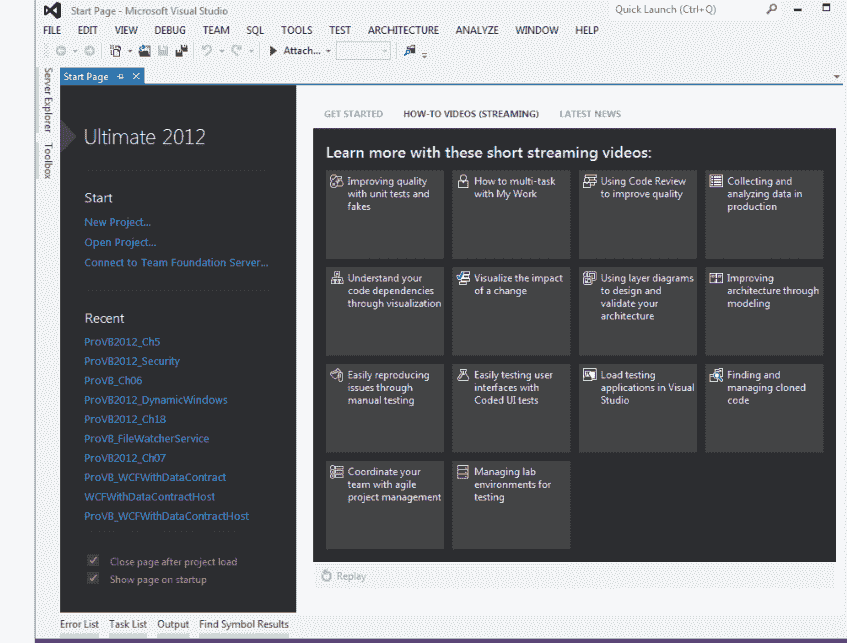 Start Page - Microsoft Visual Studio
Quick Launch (Ctrl+Q)
FILE EDIT VIEW DEBUG TEAM SQL TOOLS TEST ARCHITECTURE ANALYZE WINDOW HELP
Attach...
Server Explorer
Toolbox
Start Page
Ultimate 2012
Start
New Project...
Open Project...
Connect to Team Foundation Server...
Recent
ProVB2012_Ch5
ProVB2012_Security
ProVB_Ch06
ProVB2012_DynamicWindows
ProVB2012_Ch18
ProVB_FileWatcherService
ProVB2012_Ch07
ProVB_WCFWithDataContract
WCFWithDataContractHost
ProVB_WCFWithDataContractHost
Close page after project load
Show page on startup
GET STARTED HOW-TO VIDEOS (STREAMING) LATEST NEWS
Learn more with these short streaming videos:
Improving quality
with unit tests and
fakes
How to multi-task
with My Work
Using Code Review
to improve quality
Collecting and
analyzing data in
production
Understand your
code dependencies
through visualization
Visualize the impact
of a change
Using layer diagrams
to design and
validate your
architecture
Improving
architecture through
modeling
Easily reproducing
issues through
manual testing
Easily testing user
interfaces with
Coded UI tests
Load testing
applications in Visual
Studio
Finding and
managing cloned
code
Coordinate your
team with agile
project management
Managing lab
environments for
testing
Replay
Error List Task List Output Find Symbol Results